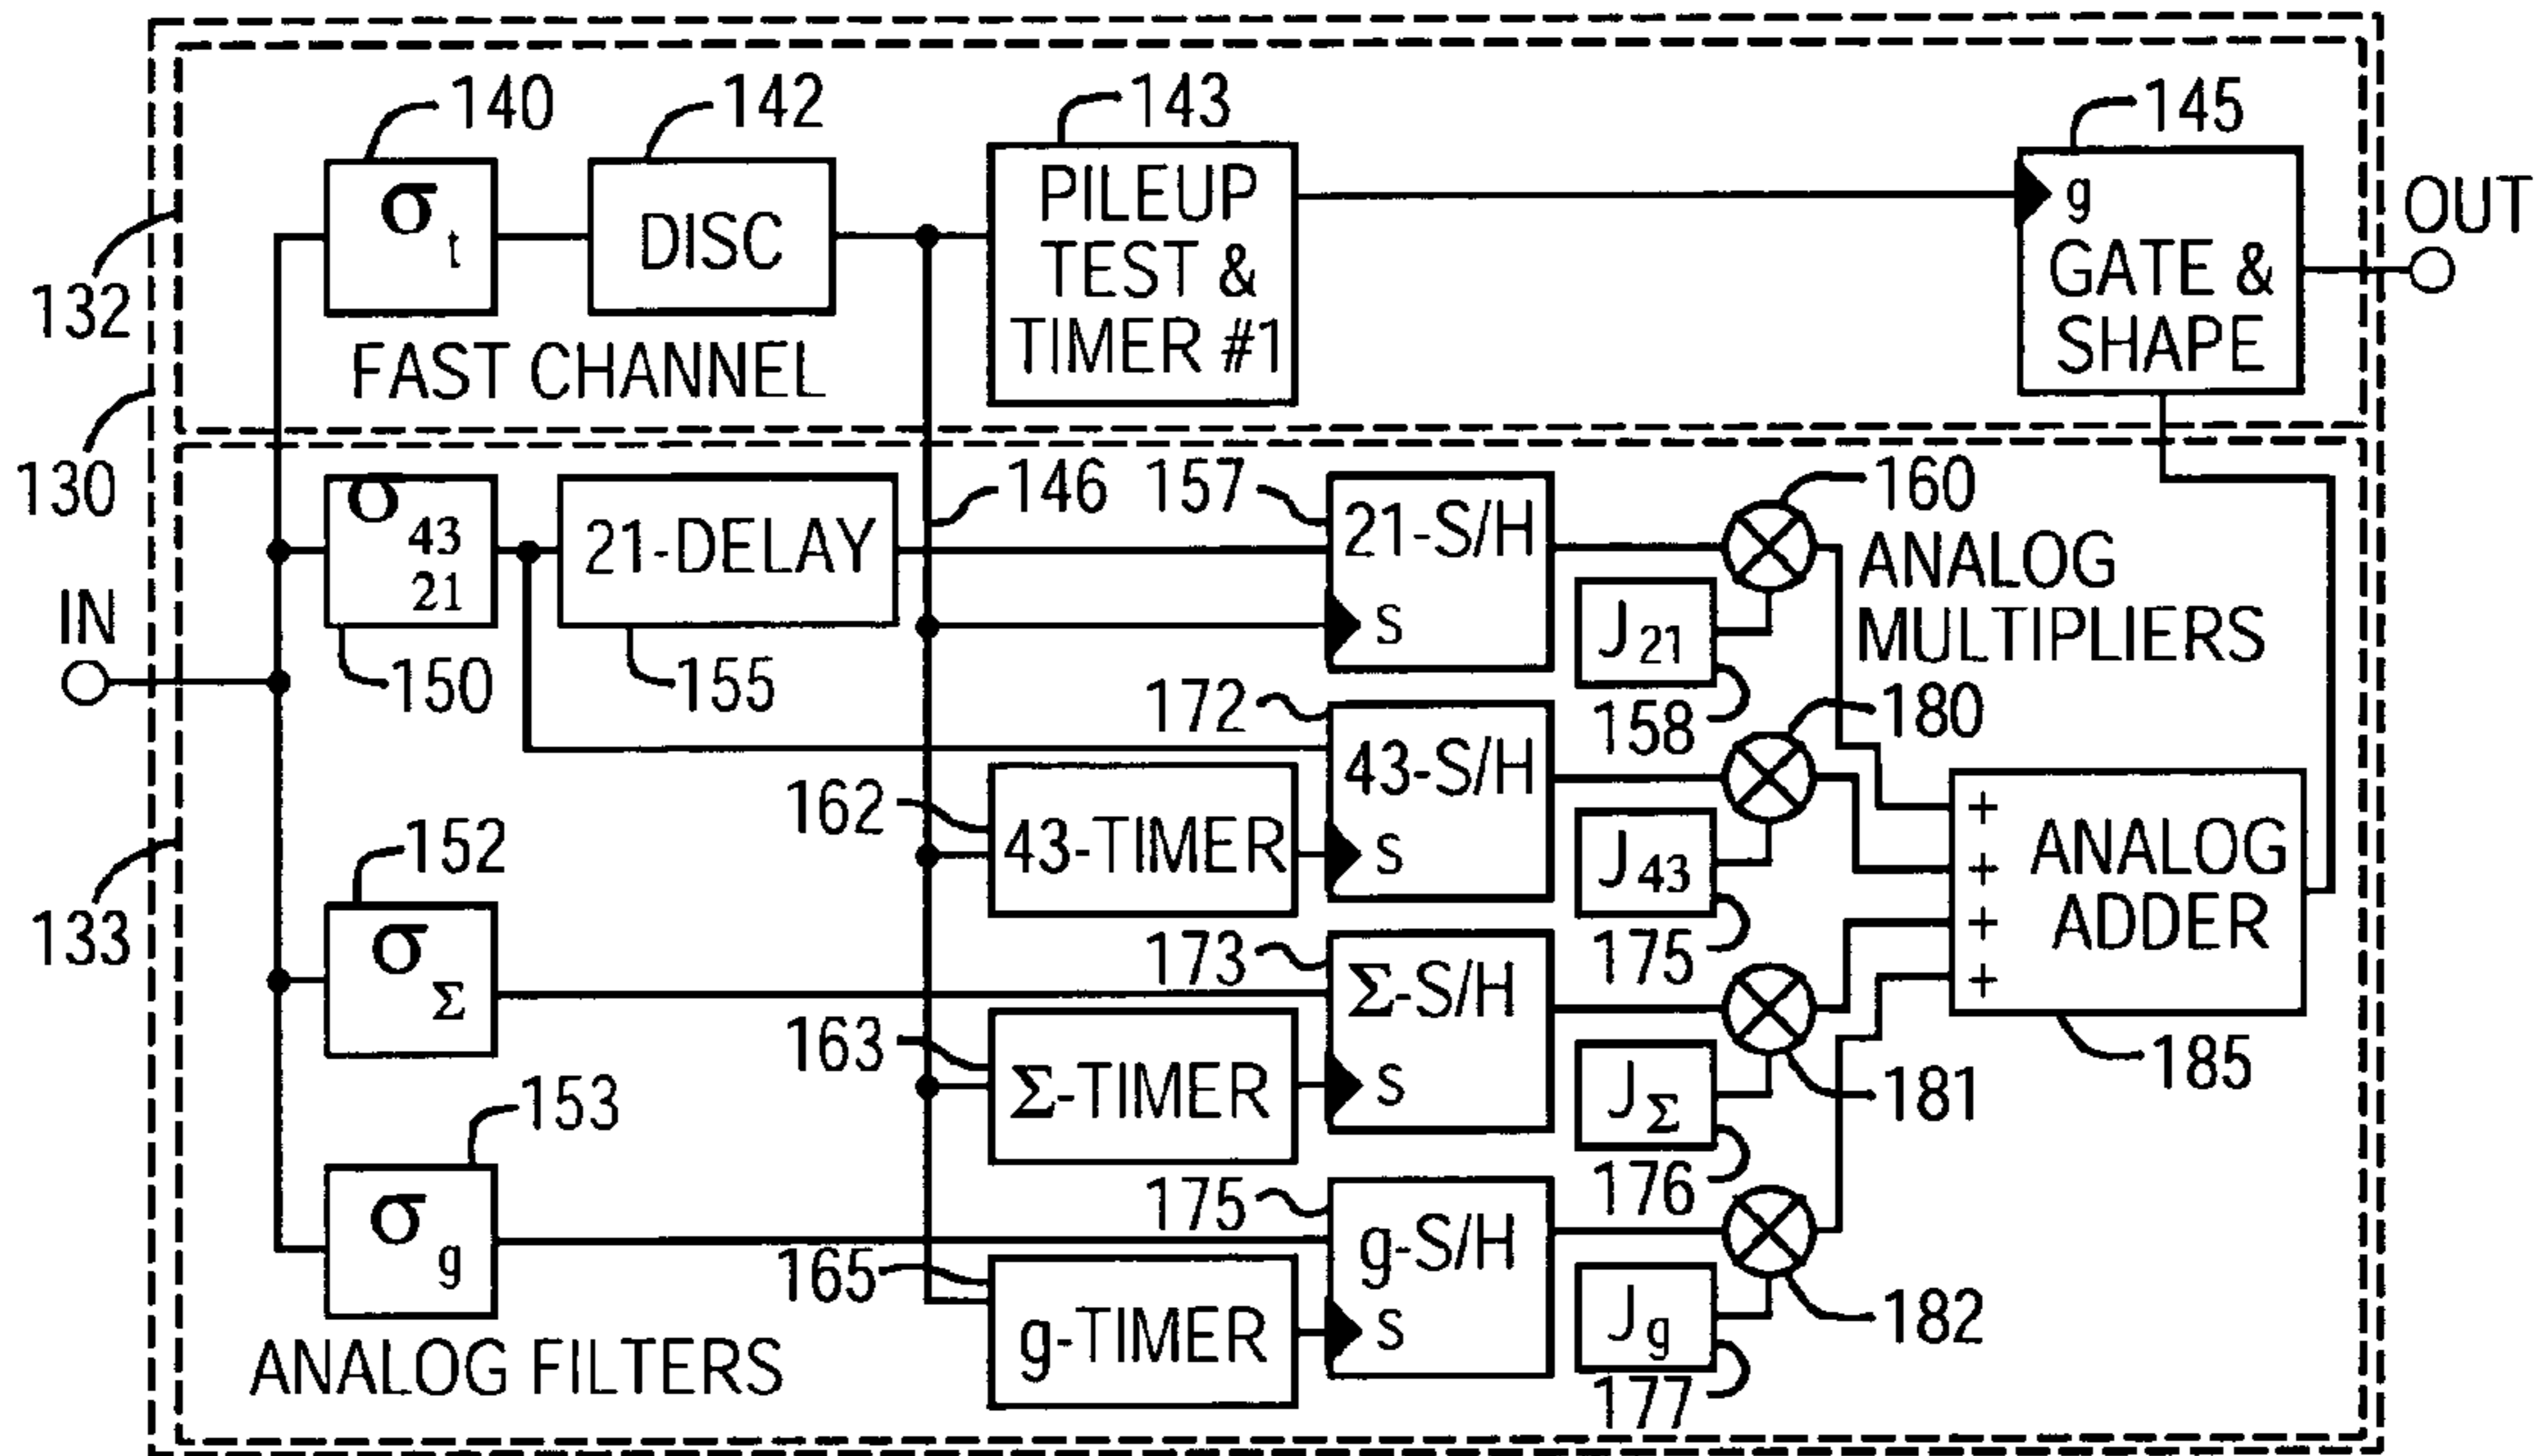 140
142
143
145
σt
DISC
PILEUP
TEST &
TIMER #1
g
GATE &
SHAPE
OUT
132
FAST CHANNEL
130
σ
43
21
21-DELAY
146
157
21-S/H
S
160
ANALOG
MULTIPLIERS
J21
158
IN
150
155
172
43-S/H
S
180
162
43-TIMER
J43
175
+
+
+
+
ANALOG
ADDER
185
152
133
σΣ
173
Σ-S/H
S
163
Σ-TIMER
JΣ
176
181
153
σg
175
g-S/H
S
165
g-TIMER
Jg
177
182
ANALOG FILTERS